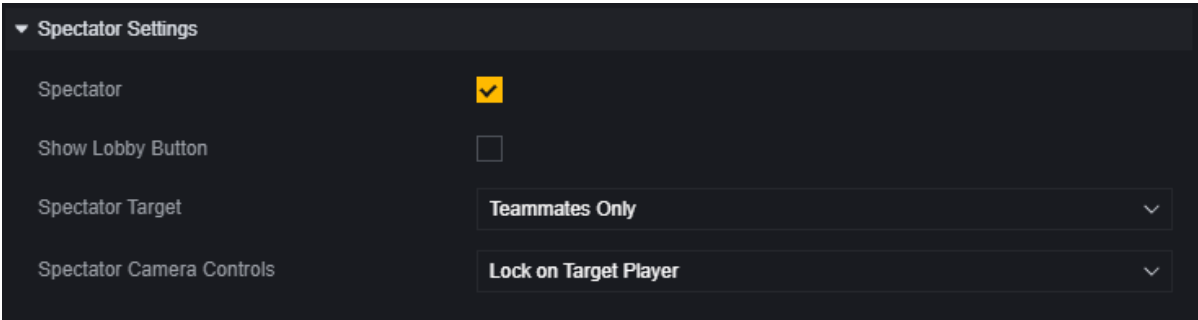 Spectator Settings
Spectator
Show Lobby Button
Spectator Target
Teammates Only
Spectator Camera Controls
Lock on Target Player